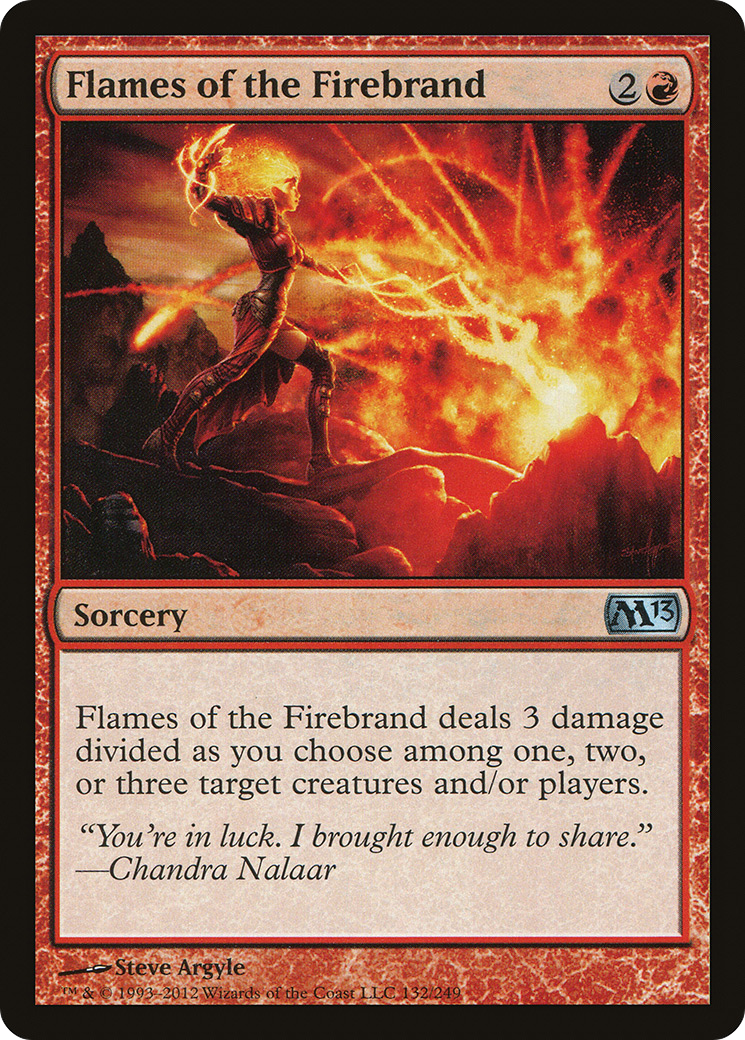 Flames of the Firebrand 2
Sorcery M13
Flames of the Firebrand deals 3 damage
divided as you choose among one, two,
or three target creatures and/or players.
“You’re in luck. I brought enough to share.”
—Chandra Nalaar
Steve Argyle
™ & © 1993–2012 Wizards of the Coast LLC 132/249